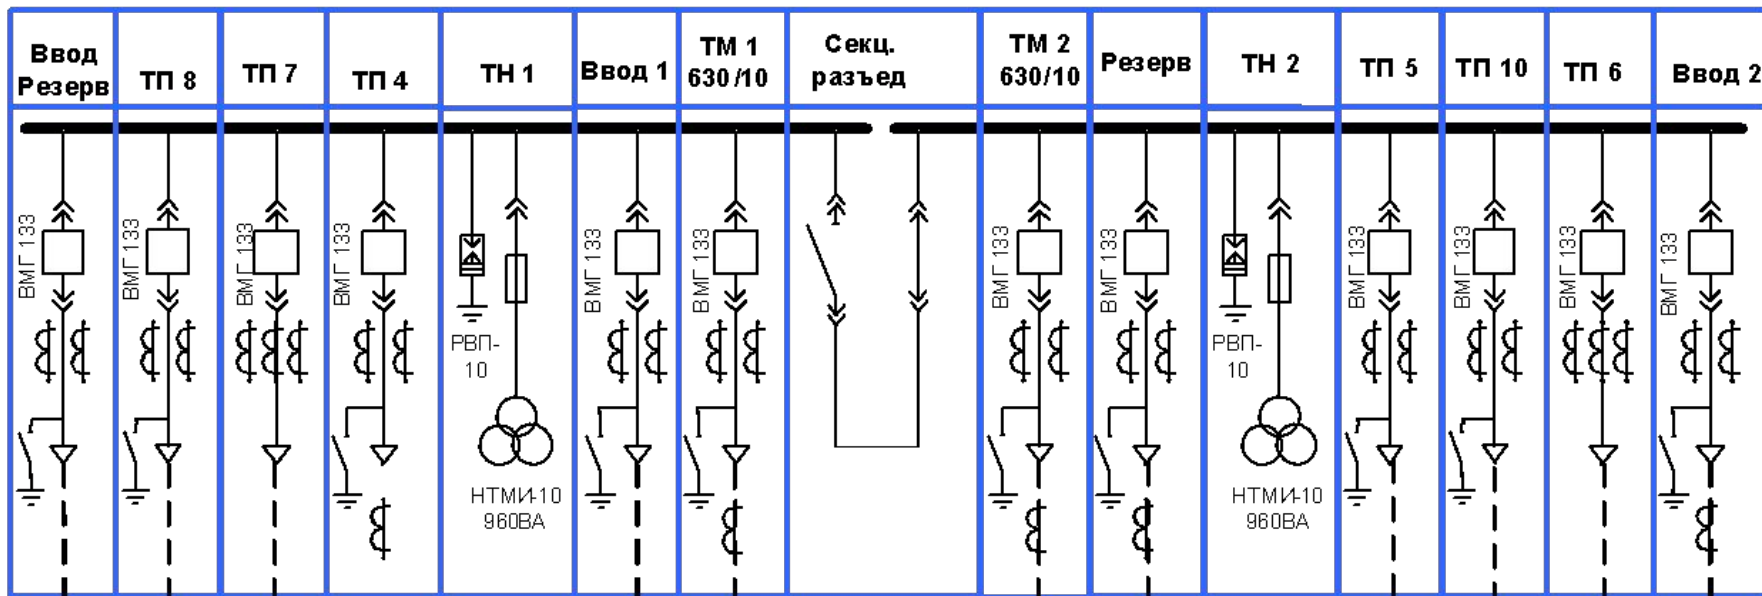 Ввод
Резерв
ТП 8
ТП 7
ТП 4
ТН 1
Ввод 1
ТМ 1
630/10
Секц.
разъед
ТМ 2
630/10
Резерв
ТН 2
ТП 5
ТП 10
ТП 6
Ввод 2
ВМГ 133
ВМГ 133
ВМГ 133
ВМГ 133
РВП-
10
НТМИ-10
960ВА
ВМГ 133
ВМГ 133
ВМГ 133
ВМГ 133
РВП-
10
НТМИ-10
960ВА
ВМГ 133
ВМГ 133
ВМГ 133
ВМГ 133